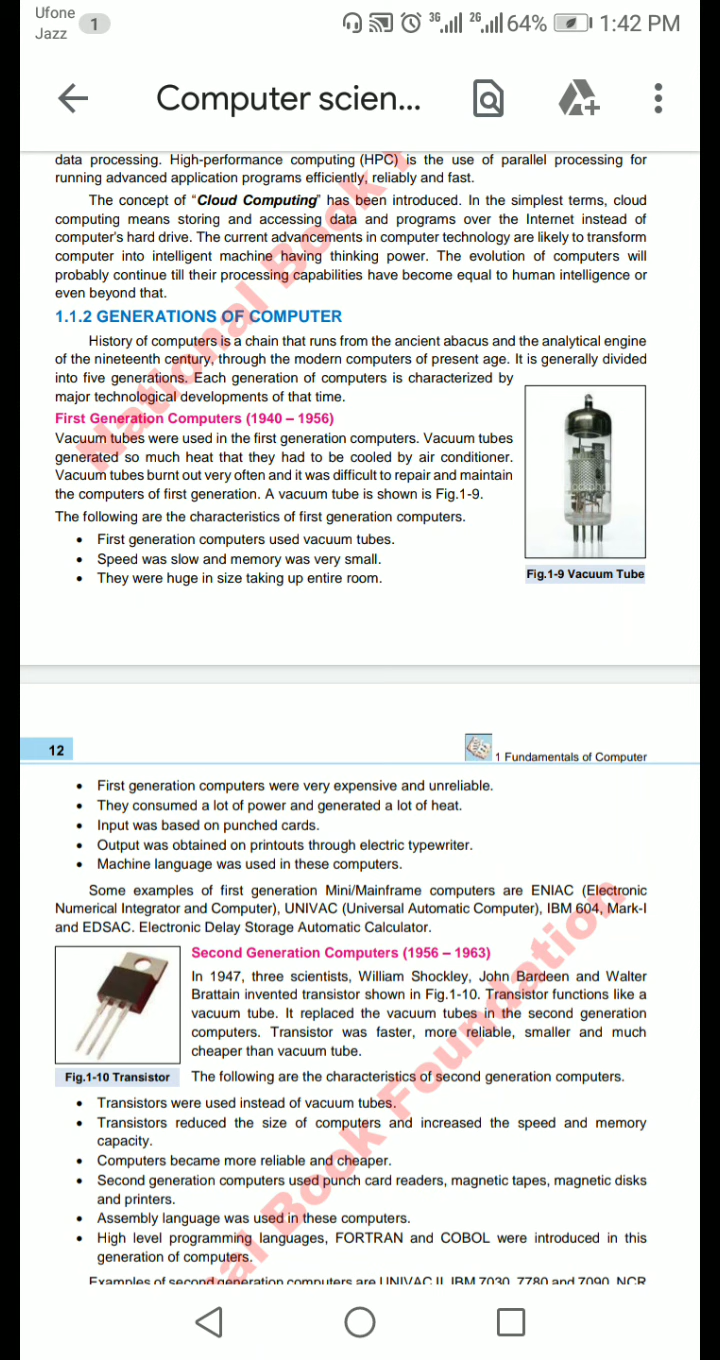 Ufone
Jazz
1
3G
2G
64%
1:42 PM
Computer scien...
data processing. High-performance computing (HPC) is the use of parallel processing for
running advanced application programs efficiently, reliably and fast.
The concept of "Cloud Computing" has been introduced. In the simplest terms, cloud
computing means storing and accessing data and programs over the Internet instead of
computer's hard drive. The current advancements in computer technology are likely to transform
computer into intelligent machine having thinking power. The evolution of computers will
probably continue till their processing capabilities have become equal to human intelligence or
even beyond that.
1.1.2 GENERATIONS OF COMPUTER
History of computers is a chain that runs from the ancient abacus and the analytical engine
of the nineteenth century, through the modern computers of present age. It is generally divided
into five generations. Each generation of computers is characterized by
major technological developments of that time.
First Generation Computers (1940 – 1956)
Vacuum tubes were used in the first generation computers. Vacuum tubes
generated so much heat that they had to be cooled by air conditioner.
Vacuum tubes burnt out very often and it was difficult to repair and maintain
the computers of first generation. A vacuum tube is shown is Fig.1-9.
The following are the characteristics of first generation computers.
• First generation computers used vacuum tubes.
• Speed was slow and memory was very small.
• They were huge in size taking up entire room.
Fig.1-9 Vacuum Tube
National Book
12
1 Fundamentals of Computer
• First generation computers were very expensive and unreliable.
• They consumed a lot of power and generated a lot of heat.
• Input was based on punched cards.
• Output was obtained on printouts through electric typewriter.
• Machine language was used in these computers.
Some examples of first generation Mini/Mainframe computers are ENIAC (Electronic
Numerical Integrator and Computer), UNIVAC (Universal Automatic Computer), IBM 604, Mark-I
and EDSAC. Electronic Delay Storage Automatic Calculator.
Second Generation Computers (1956 – 1963)
In 1947, three scientists, William Shockley, John Bardeen and Walter
Brattain invented transistor shown in Fig.1-10. Transistor functions like a
vacuum tube. It replaced the vacuum tubes in the second generation
computers. Transistor was faster, more reliable, smaller and much
cheaper than vacuum tube.
Fig.1-10 Transistor
The following are the characteristics of second generation computers.
• Transistors were used instead of vacuum tubes.
• Transistors reduced the size of computers and increased the speed and memory
capacity.
• Computers became more reliable and cheaper.
• Second generation computers used punch card readers, magnetic tapes, magnetic disks
and printers.
• Assembly language was used in these computers.
• High level programming languages, FORTRAN and COBOL were introduced in this
generation of computers.
Examples of second generation computers are UNIVAC II, IBM 7030, 7780 and 7090, NCR
al Book Foundation